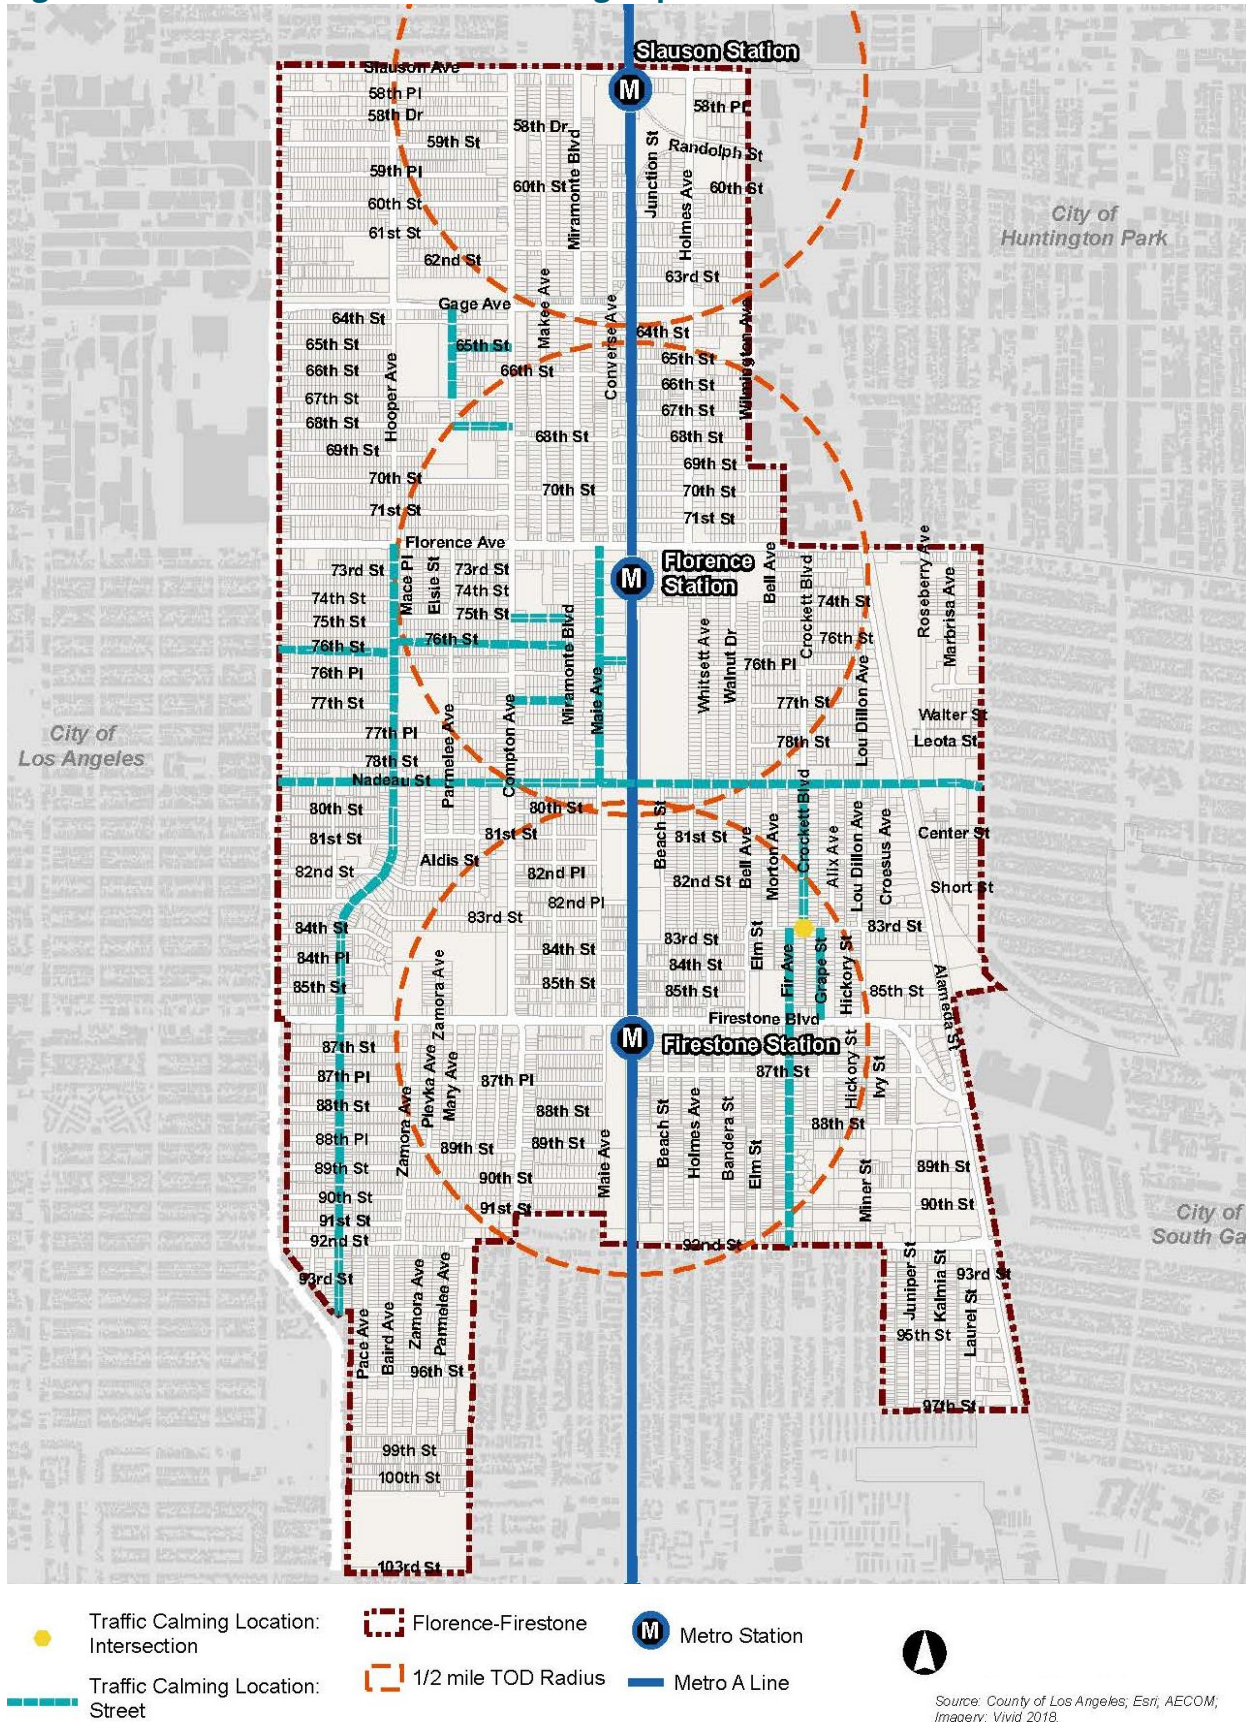 Slauson Station
Slauson Ave
58th Pl
58th Pl
58th Dr
58th Dr
59th St
Miramonte Blvd
Junction St
Randolph St
59th Pl
60th St
60th St
60th St
Holmes Ave
City of
Huntington Park
61st St
62nd St
63rd St
Gage Ave
Makee Ave
Converse Ave
Wilmington Ave
64th St
64th St
65th St
65th St
65th St
66th St
66th St
66th St
Hooper Ave
67th St
67th St
68th St
68th St
68th St
69th St
69th St
70th St
70th St
70th St
71st St
71st St
Florence Ave
Florence
Station
73rd St
73rd St
Mace Pl
Elsie St
Bell Ave
Crockett Blvd
Roseberry Ave
Marbrisa Ave
74th St
74th St
74th St
75th St
75th St
76th St
76th St
76th St
Miramonte Blvd
Maie Ave
Whitsett Ave
Walnut Dr
76th Pl
76th Pl
Lou Dillon Ave
77th St
77th St
Walter St
City of
Los Angeles
77th Pl
Parmelee Ave
Compton Ave
78th St
78th St
Leota St
Nadeau St
80th St
80th St
Beach St
Crockett Blvd
81st St
81st St
81st St
Bell Ave
Morton Ave
Alix Ave
Lou Dillon Ave
Croesus Ave
Center St
82nd St
Aldis St
82nd Pl
82nd St
Short St
82nd Pl
83rd St
83rd St
83rd St
84th St
84th St
84th St
Elm St
Fir Ave
Grape St
Hickory St
84th Pl
Zamora Ave
85th St
85th St
85th St
85th St
Alameda St
Firestone Blvd
Firestone Station
87th St
87th St
87th Pl
87th Pl
Plevka Ave
Mary Ave
Hickory St
Ivy St
88th St
88th St
88th St
88th Pl
Zamora Ave
89th St
89th St
89th St
89th St
Maie Ave
Beach St
Holmes Ave
Bandera St
Elm St
Miner St
90th St
90th St
90th St
91st St
91st St
92nd St
92nd St
City of
South Ga
93rd St
93rd St
Pace Ave
Baird Ave
Zamora Ave
Parmelee Ave
Juniper St
Kalmia St
Laurel St
95th St
96th St
97th St
99th St
100th St
103rd St
Traffic Calming Location:
Intersection
Traffic Calming Location:
Street
Florence-Firestone
1/2 mile TOD Radius
Metro Station
Metro A Line
Source: County of Los Angeles; Esri; AECOM;
Imagery: Vivid 2018.